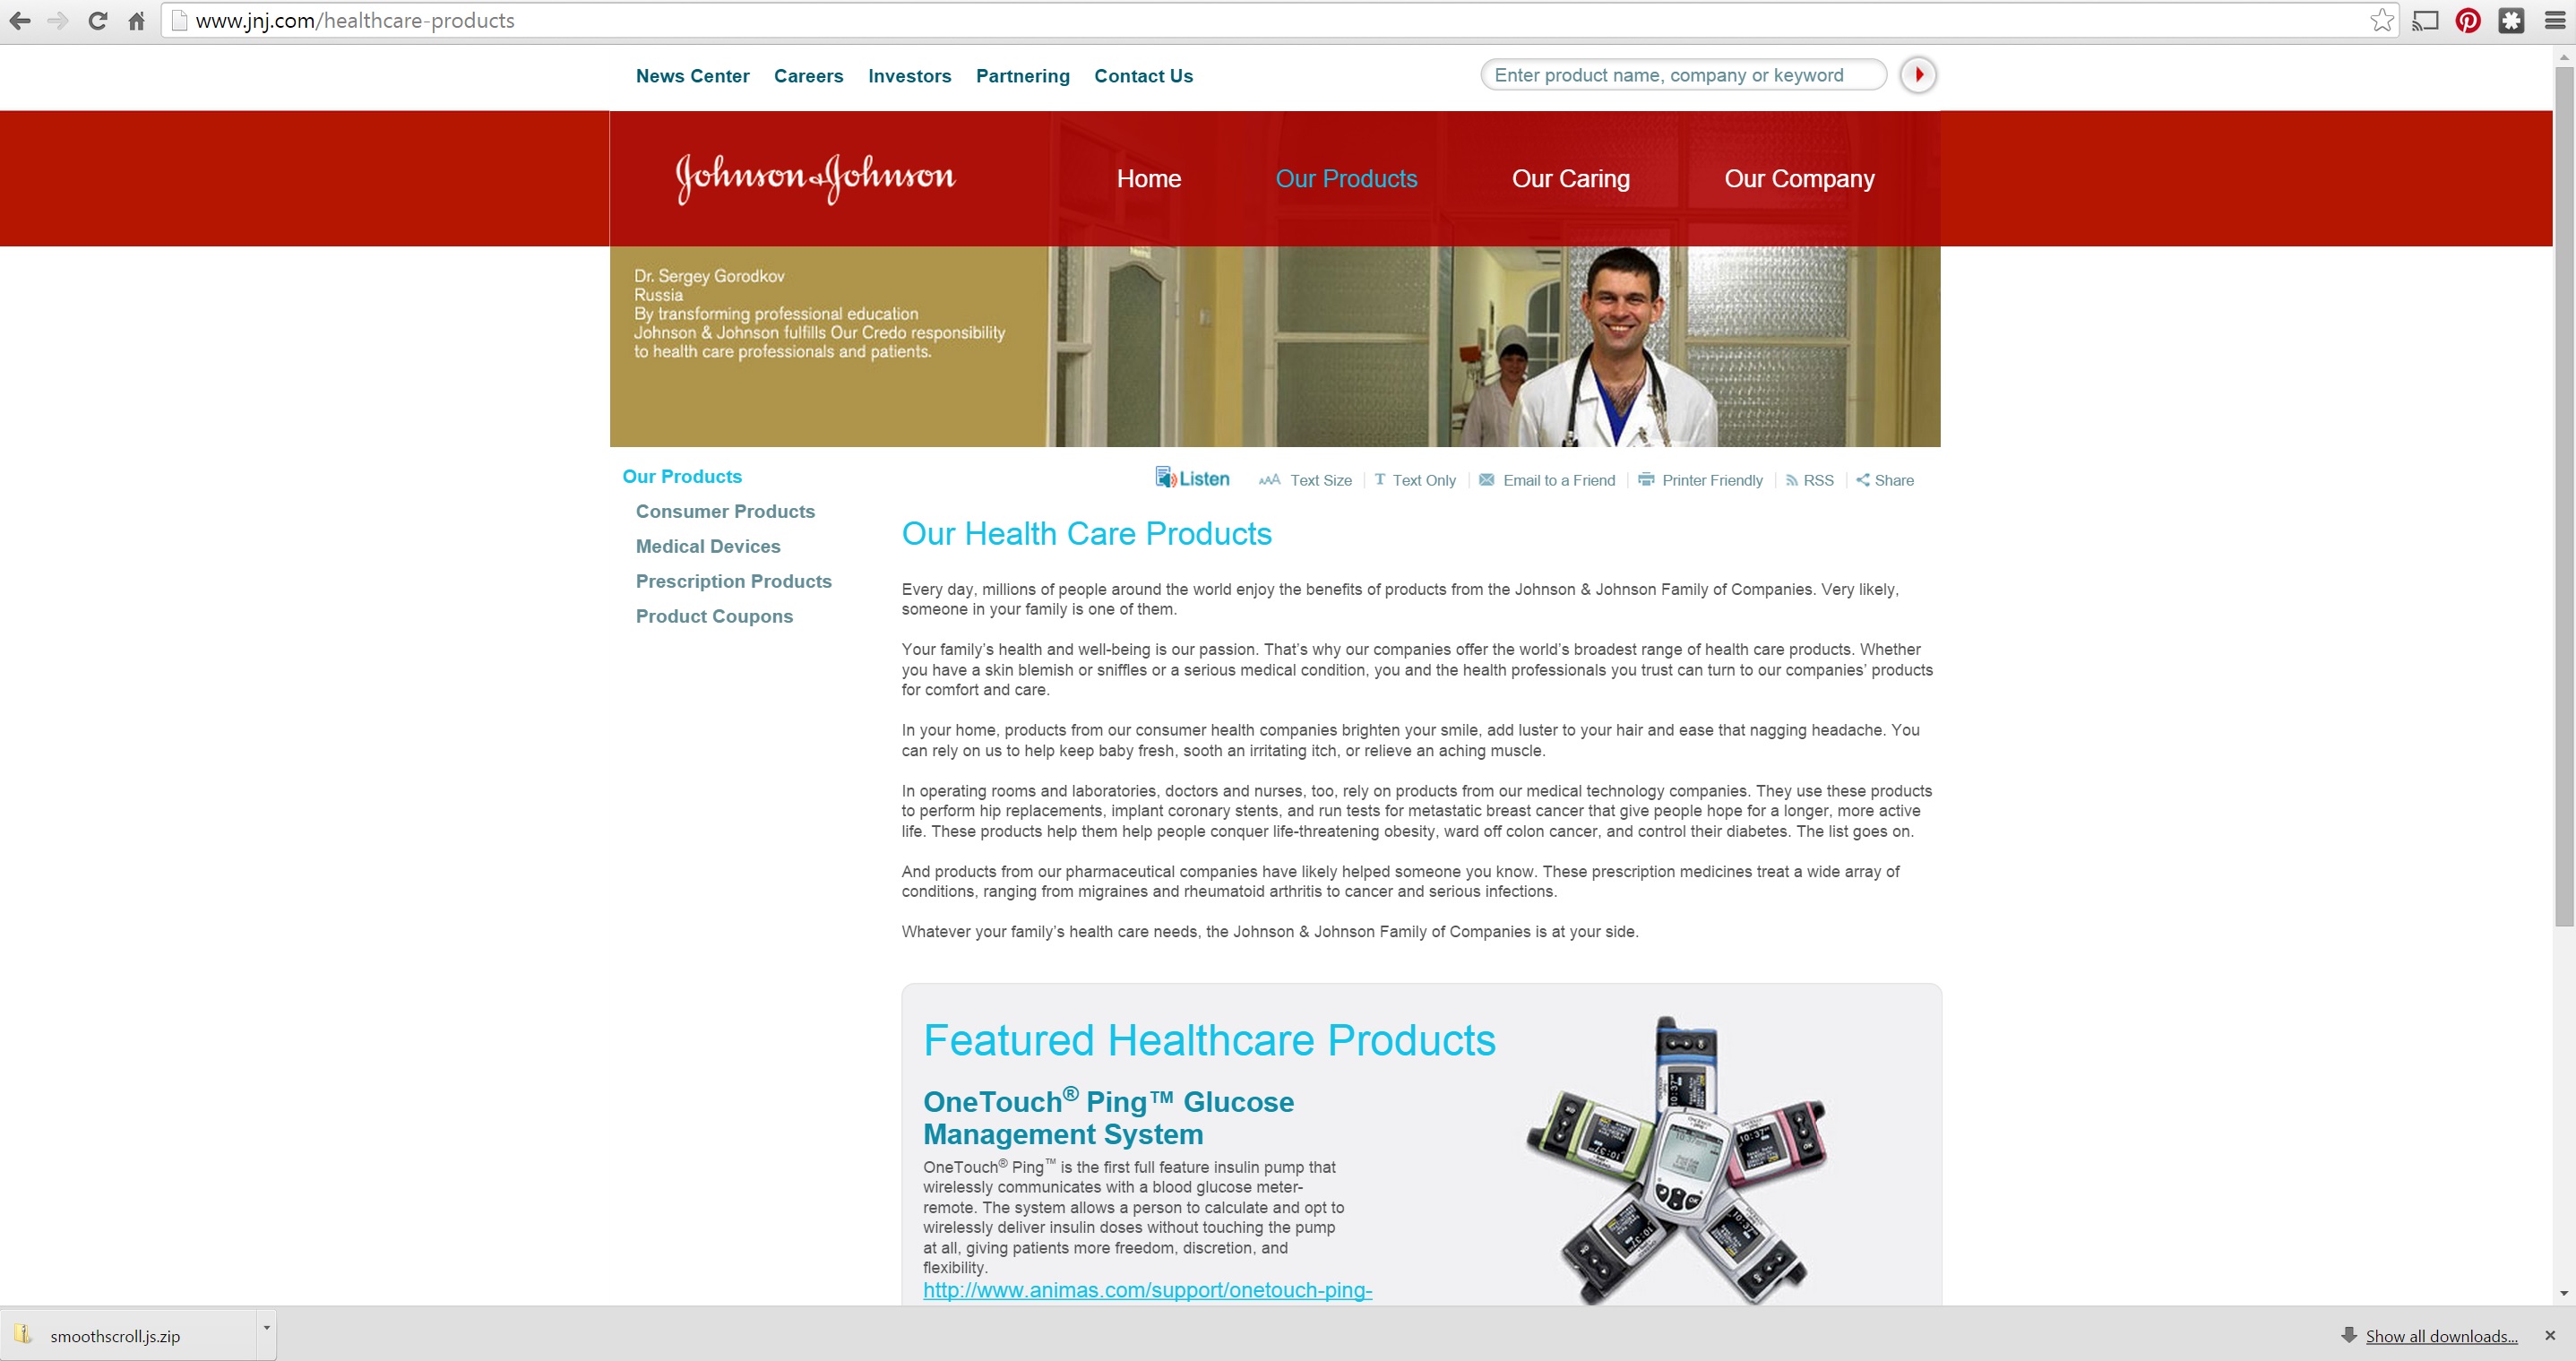 www.jnj.com/healthcare-products
News Center Careers Investors Partnering Contact Us
Enter product name, company or keyword
Johnson & Johnson
Home Our Products Our Caring Our Company
Dr. Sergey Gorodkov
Russia
By transforming professional education
Johnson & Johnson fulfills Our Credo responsibility
to health care professionals and patients.
Our Products
Consumer Products
Medical Devices
Prescription Products
Product Coupons
Listen AAA Text Size T Text Only Email to a Friend Printer Friendly RSS Share
Our Health Care Products
Every day, millions of people around the world enjoy the benefits of products from the Johnson & Johnson Family of Companies. Very likely,
someone in your family is one of them.
Your family’s health and well-being is our passion. That’s why our companies offer the world’s broadest range of health care products. Whether
you have a skin blemish or sniffles or a serious medical condition, you and the health professionals you trust can turn to our companies’ products
for comfort and care.
In your home, products from our consumer health companies brighten your smile, add luster to your hair and ease that nagging headache. You
can rely on us to help keep baby fresh, sooth an irritating itch, or relieve an aching muscle.
In operating rooms and laboratories, doctors and nurses, too, rely on products from our medical technology companies. They use these products
to perform hip replacements, implant coronary stents, and run tests for metastatic breast cancer that give people hope for a longer, more active
life. These products help them help people conquer life-threatening obesity, ward off colon cancer, and control their diabetes. The list goes on.
And products from our pharmaceutical companies have likely helped someone you know. These prescription medicines treat a wide array of
conditions, ranging from migraines and rheumatoid arthritis to cancer and serious infections.
Whatever your family’s health care needs, the Johnson & Johnson Family of Companies is at your side.
Featured Healthcare Products
OneTouch® Ping™ Glucose
Management System
OneTouch® Ping™ is the first full feature insulin pump that
wirelessly communicates with a blood glucose meter-
remote. The system allows a person to calculate and opt to
wirelessly deliver insulin doses without touching the pump
at all, giving patients more freedom, discretion, and
flexibility.
http://www.animas.com/support/onetouch-ping-
smoothscroll.js.zip
Show all downloads...